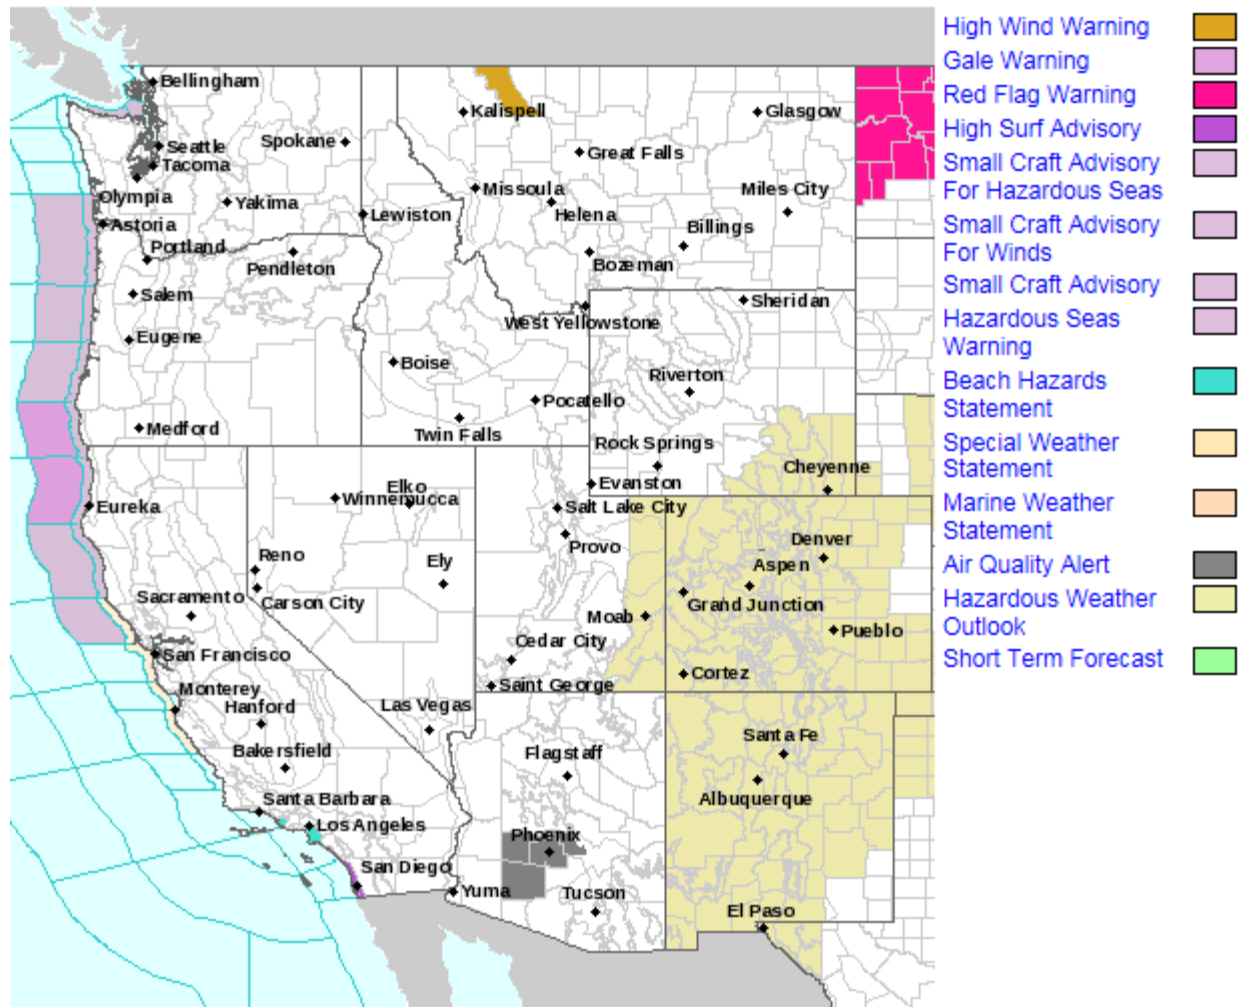 Bellingham
Kalispell
Glasgow
Seattle
Spokane
Great Falls
Tacoma
Missoula
Miles City
Olympia
Yakima
Lewiston
Helena
Astoria
Billings
Portland
Pendleton
Bozeman
Salem
Sheridan
West Yellowstone
Eugene
Boise
Riverton
Pocatello
Medford
Twin Falls
Rock Springs
Cheyenne
Evanston
Elko
Winnemucca
Eureka
Salt Lake City
Provo
Denver
Reno
Ely
Aspen
Sacramento
Carson City
Grand Junction
Moab
Pueblo
Cedar City
San Francisco
Cortez
Saint George
Monterey
Hanford
Las Vegas
Santa Fe
Bakersfield
Flagstaff
Albuquerque
Santa Barbara
Los Angeles
Phoenix
San Diego
Yuma
Tucson
El Paso
High Wind Warning
Gale Warning
Red Flag Warning
High Surf Advisory
Small Craft Advisory
For Hazardous Seas
Small Craft Advisory
For Winds
Small Craft Advisory
Hazardous Seas
Warning
Beach Hazards
Statement
Special Weather
Statement
Marine Weather
Statement
Air Quality Alert
Hazardous Weather
Outlook
Short Term Forecast